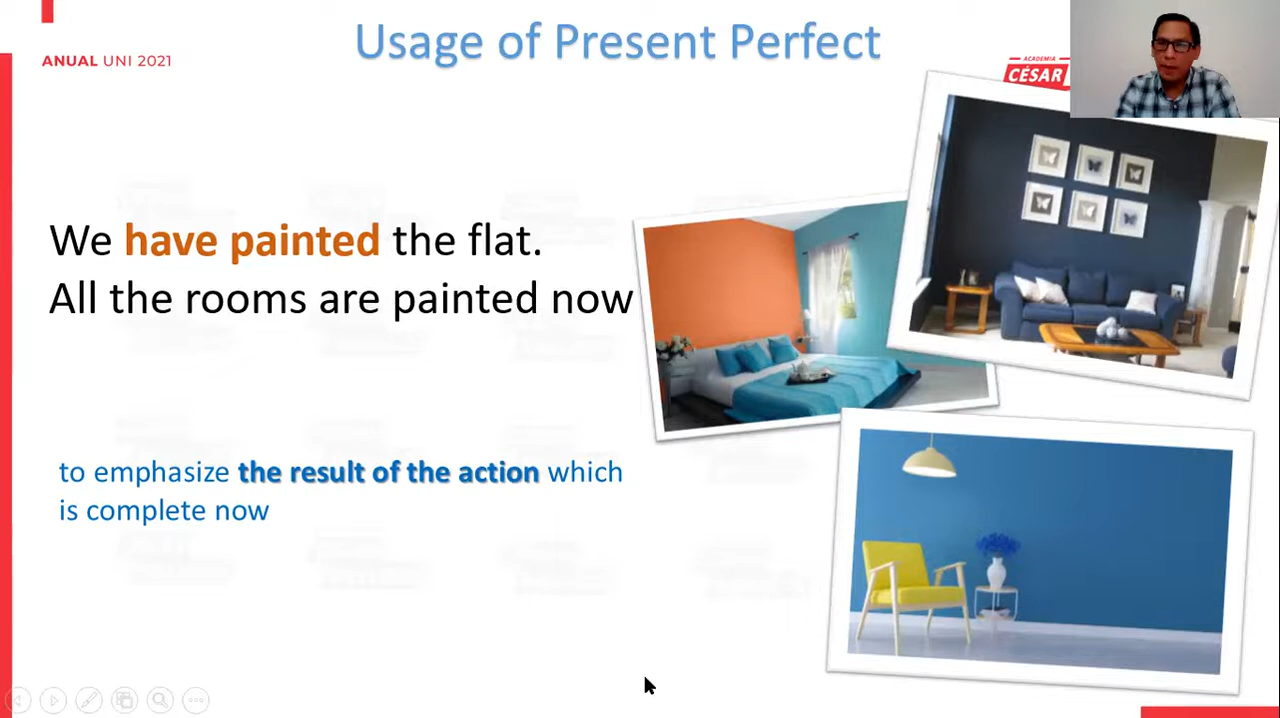 Usage of Present Perfect
ANUAL UNI 2021
ACADEMIA
CÉSAR
We have painted the flat.
All the rooms are painted now
to emphasize the result of the action which
is complete now